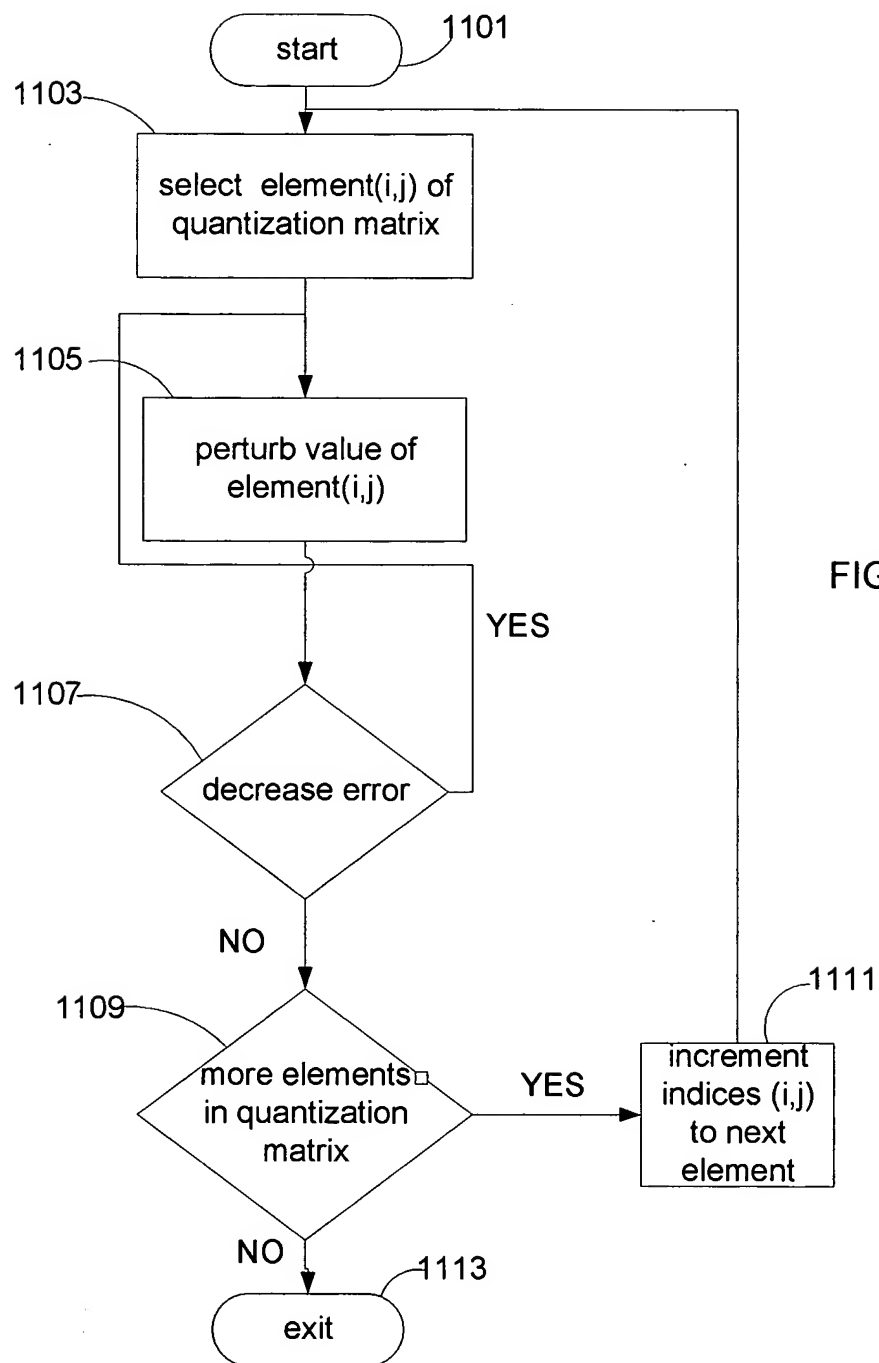 start
1101
1103
select element(i,j) of
quantization matrix
1105
perturb value of
element(i,j)
FIG
YES
1107
decrease error
NO
1109
more elements
in quantization
matrix
YES
1111
increment
indices (i,j)
to next
element
NO
1113
exit